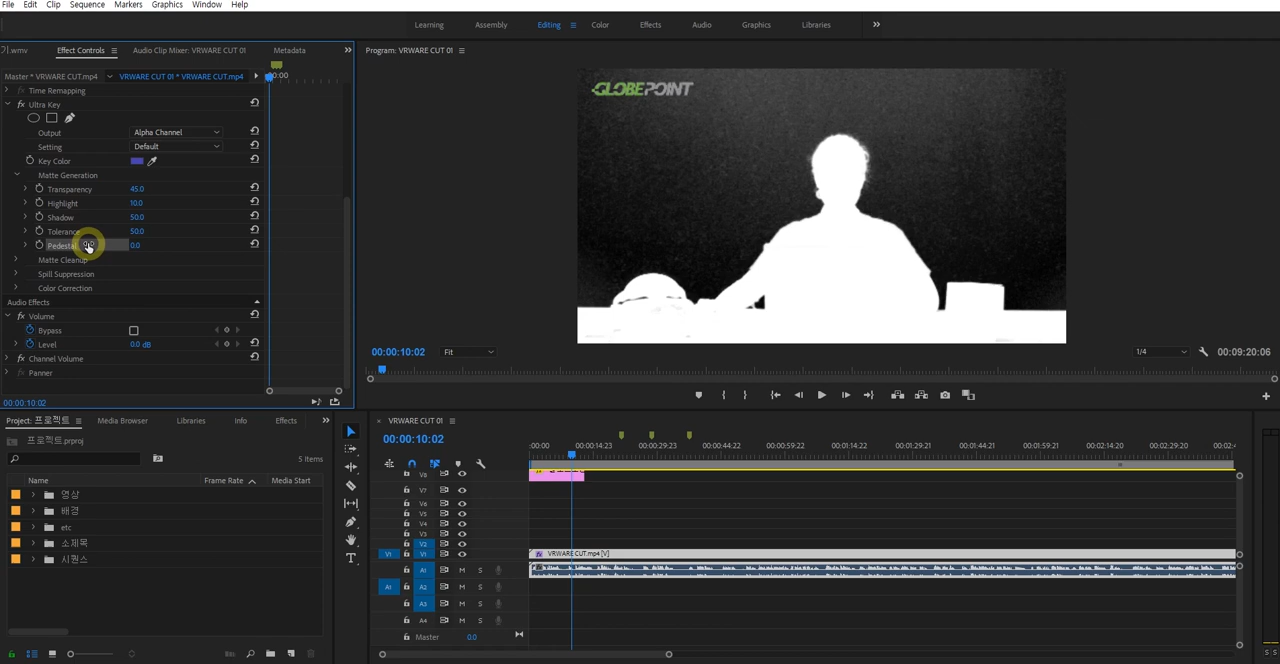 File Edit Clip Sequence Markers Graphics Window Help
Learning Assembly Editing Color Effects Audio Graphics Libraries
기.wmv Effect Controls Audio Clip Mixer: VRWARE CUT 01 Metadata
Program: VRWARE CUT 01
Master * VRWARE CUT.mp4 VRWARE CUT 01 * VRWARE CUT.mp4 :00:00
Time Remapping
fx Ultra Key
Output Alpha Channel
Setting Default
Key Color
Matte Generation
Transparency 45.0
Highlight 10.0
Shadow 50.0
Tolerance 50.0
Pedestal 0.0
Matte Cleanup
Spill Suppression
Color Correction
Audio Effects
fx Volume
Bypass
Level 0.0 dB
fx Channel Volume
fx Panner
00:00:10:02
GLOBEPOINT
00:00:10:02 Fit 1/4 00:09:20:06
Project: 프로젝트 Media Browser Libraries Info Effects
프로젝트.prproj
5 Items
Name Frame Rate Media Start
영상
배경
etc
소제목
시퀀스
VRWARE CUT 01
00:00:10:02
:00:00 00:00:14:23 00:00:29:23 00:00:44:22 00:00:59:22 00:01:14:22 00:01:29:21 00:01:44:21 00:01:59:21 00:02:14:20 00:02:29:20 00:02:4
V8
V7
V6
V5
V4
V3
V2
V1 V1 fx VRWARE CUT.mp4 [V]
A1 M S
A1 A2 M S
A3 M S
A4 M S
Master 0.0
S S